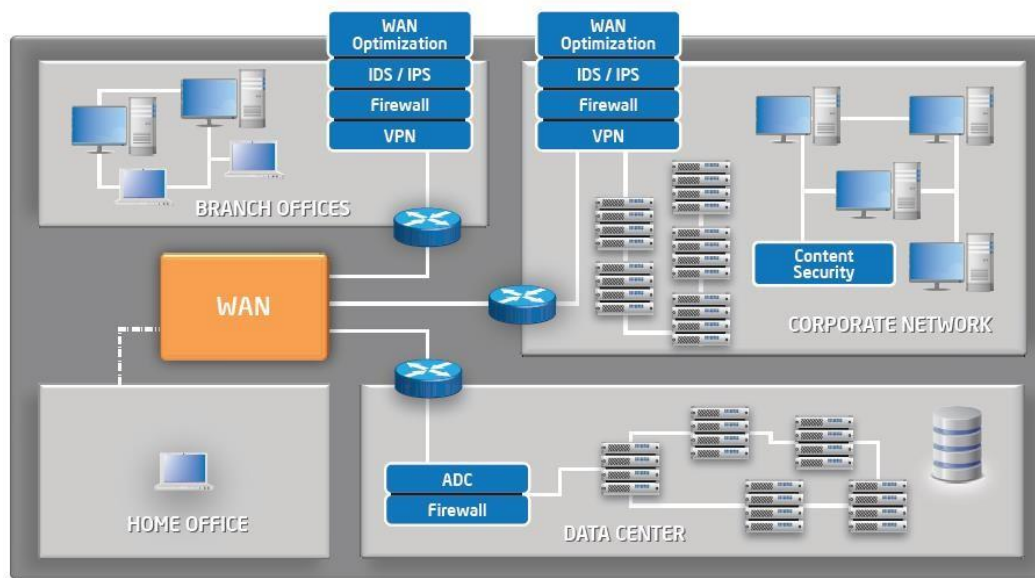 WAN
Optimization
IDS / IPS
Firewall
VPN
WAN
Optimization
IDS / IPS
Firewall
VPN
BRANCH OFFICES
Content
Security
CORPORATE NETWORK
WAN
HOME OFFICE
ADC
Firewall
DATA CENTER